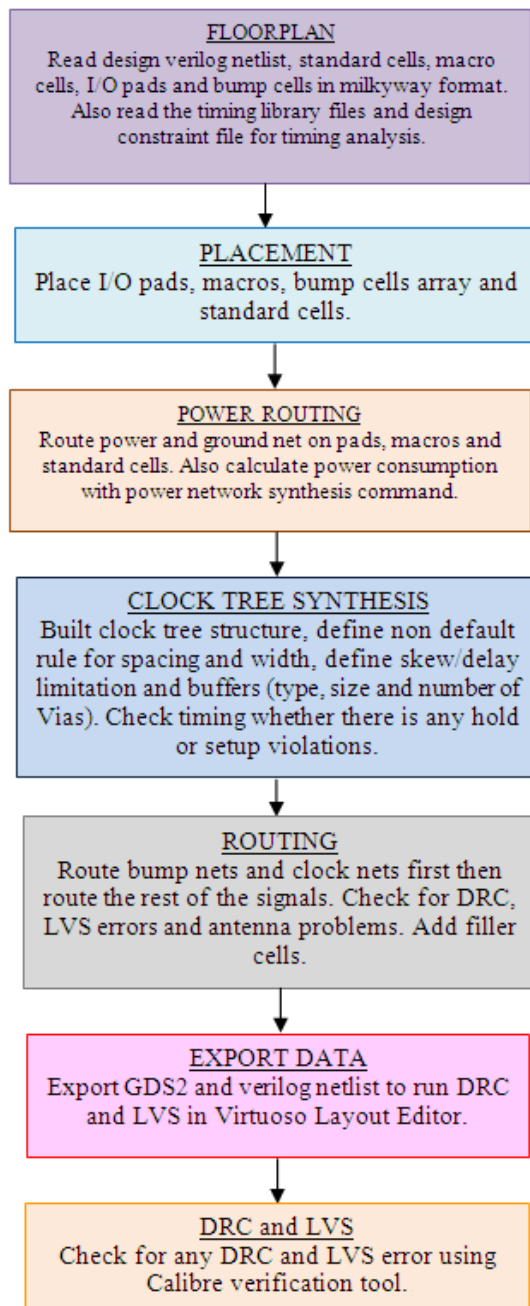 FLOORPLAN
Read design verilog netlist, standard cells, macro
cells, I/O pads and bump cells in milkyway format.
Also read the timing library files and design
constraint file for timing analysis.
PLACEMENT
Place I/O pads, macros, bump cells array and
standard cells.
POWER ROUTING
Route power and ground net on pads, macros and
standard cells. Also calculate power consumption
with power network synthesis command.
CLOCK TREE SYNTHESIS
Built clock tree structure, define non default
rule for spacing and width, define skew/delay
limitation and buffers (type, size and number of
Vias). Check timing whether there is any hold
or setup violations.
ROUTING
Route bump nets and clock nets first then
route the rest of the signals. Check for DRC,
LVS errors and antenna problems. Add filler
cells.
EXPORT DATA
Export GDS2 and verilog netlist to run DRC
and LVS in Virtuoso Layout Editor.
DRC and LVS
Check for any DRC and LVS error using
Calibre verification tool.